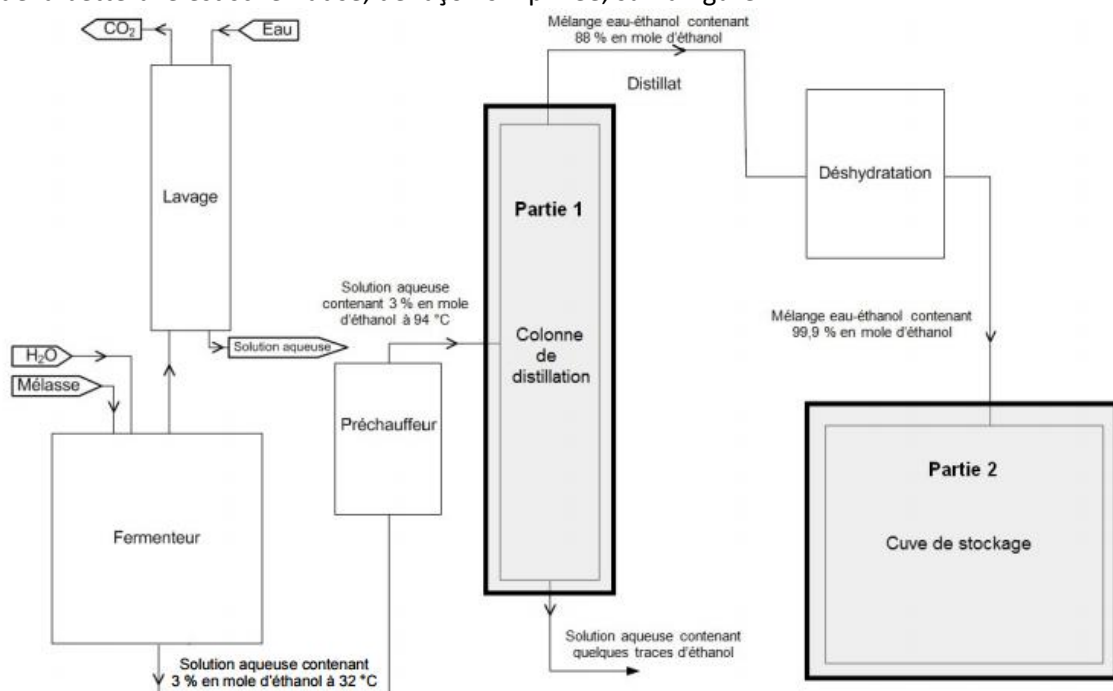 CO₂
Eau
Mélange eau-éthanol contenant
88 % en mole d'éthanol
Distillat
Lavage
Partie 1
Déshydratation
Solution aqueuse
contenant 3 % en mole
d'éthanol à 94 °C
Mélange eau-éthanol contenant
99,9 % en mole d'éthanol
Colonne
de
distillation
Solution aqueuse
H₂O
Mélasse
Préchauffeur
Partie 2
Fermenteur
Cuve de stockage
Solution aqueuse contenant
quelques traces d'éthanol
Solution aqueuse contenant
3 % en mole d'éthanol à 32 °C